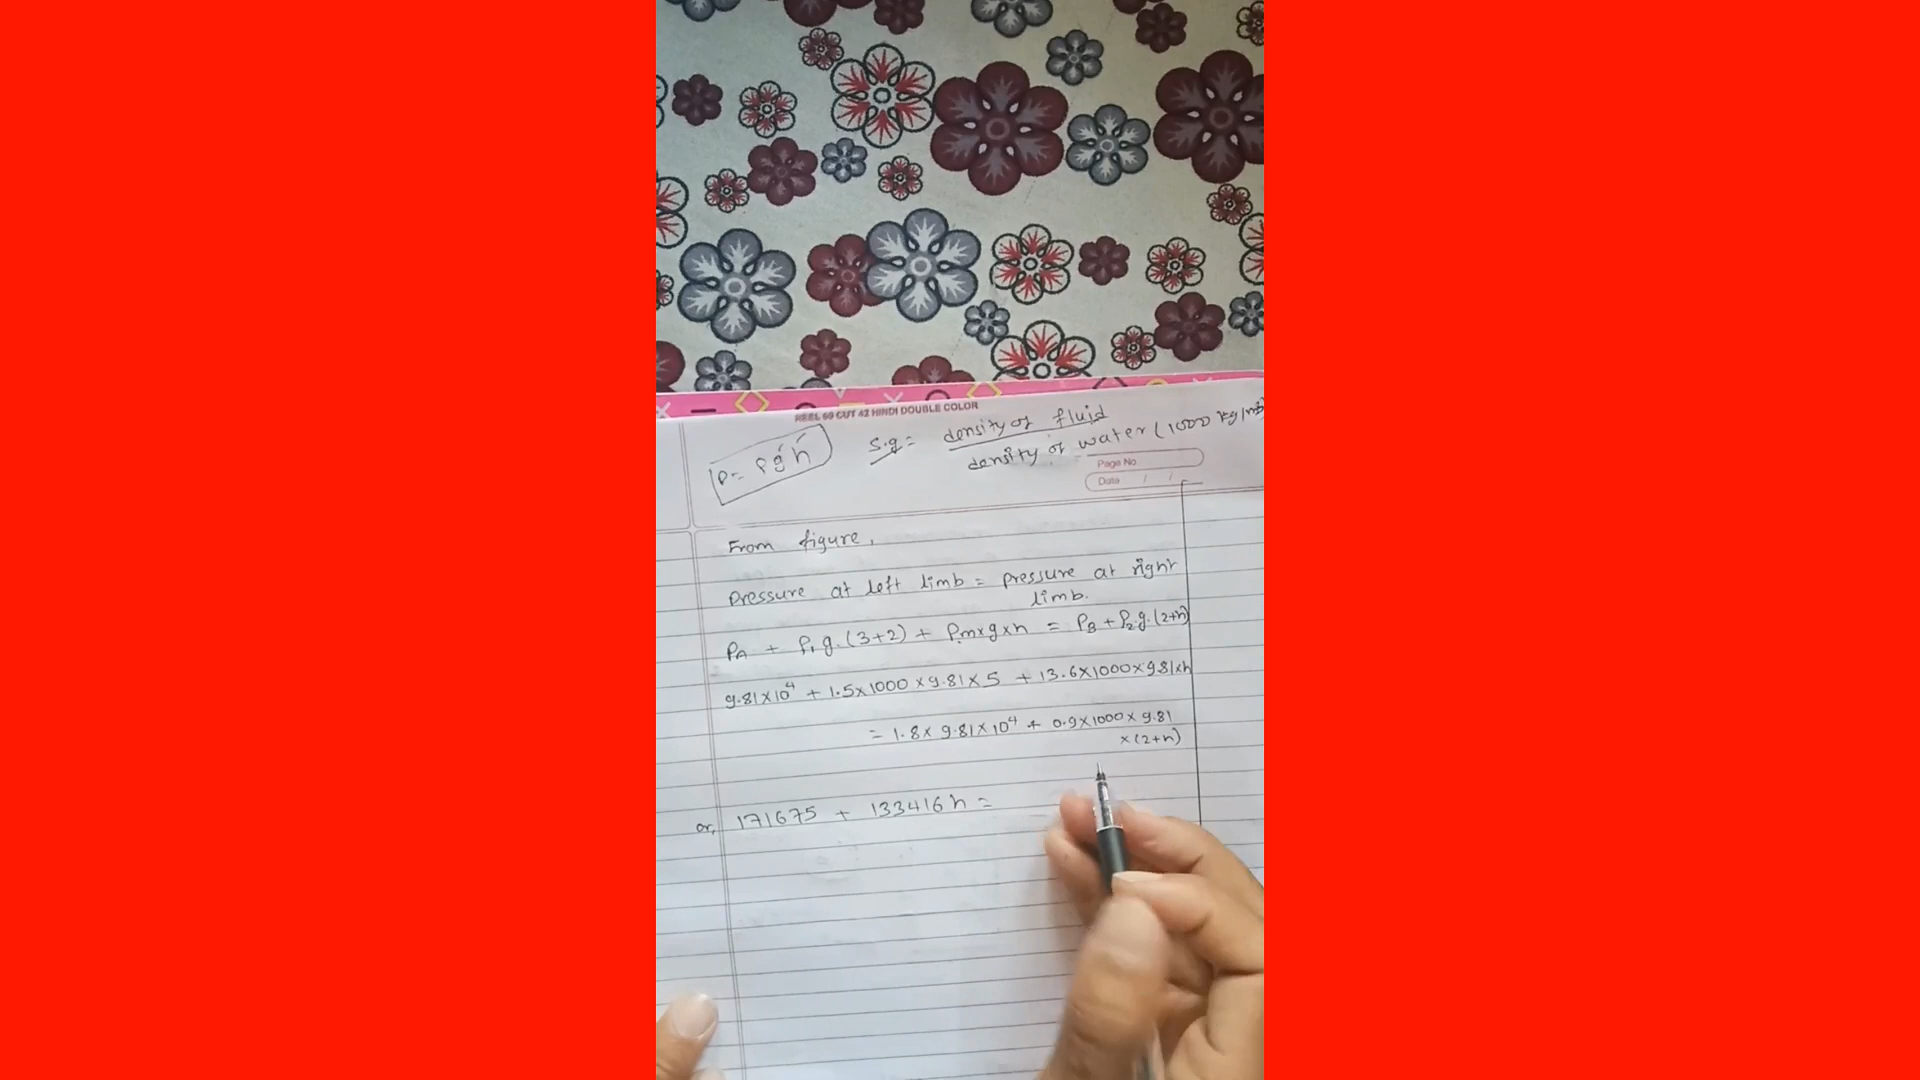 REEL 60 CUT 42 HINDI DOUBLE COLOR
P= ρgh
S.g = density of fluid
density of water (1000 kg/m³
Page No
Date / /
From figure,
Pressure at left limb = pressure at right
limb.
PA + ρ1 g.(3+2) + ρm×g×h = PB + ρ2.g.(2+h)
9.81×10⁴ + 1.5×1000×9.81×5 + 13.6×1000×9.81×h
= 1.8× 9.81×10⁴ + 0.9×1000×9.81
×(2+h)
or, 171675 + 133416h =